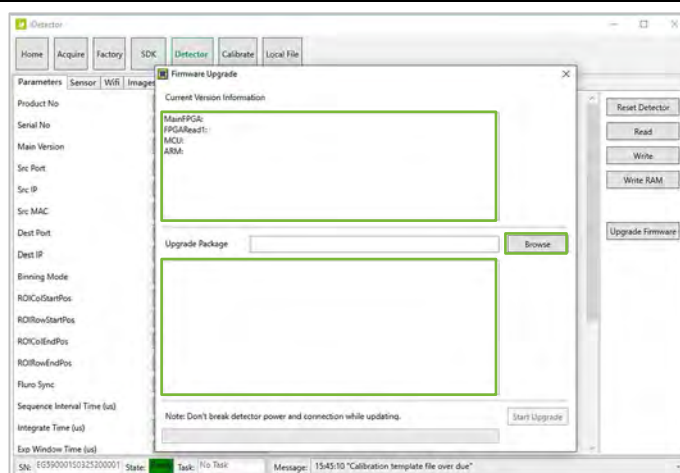 iDetector
Home Acquire Factory SDK Detector Calibrate Local File
Parameters Sensor Wifi Images
Product No
Serial No
Main Version
Src Port
Src IP
Src MAC
Dest Port
Dest IP
Binning Mode
ROIColStartPos
ROIRowStartPos
ROIColEndPos
ROIRowEndPos
Fluro Sync
Sequence Interval Time (us)
Integrate Time (us)
Exp Window Time (us)
Firmware Upgrade
Current Version Information
MainFPGA:
FPGARead1:
MCU:
ARM:
Upgrade Package Browse
Note: Don't break detector power and connection while updating.
Start Upgrade
Reset Detector
Read
Write
Write RAM
Upgrade Firmware
SN: State: Task: No Task Message: 15:45:10 "Calibration template file over due"